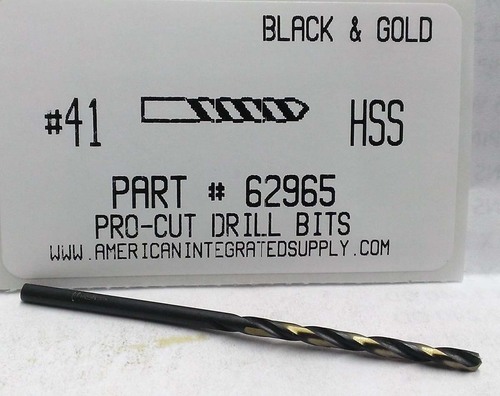 BLACK & GOLD
#41 HSS
PART # 62965
PRO-CUT DRILL BITS
WWW.AMERICANINTEGRATEDSUPPLY.COM